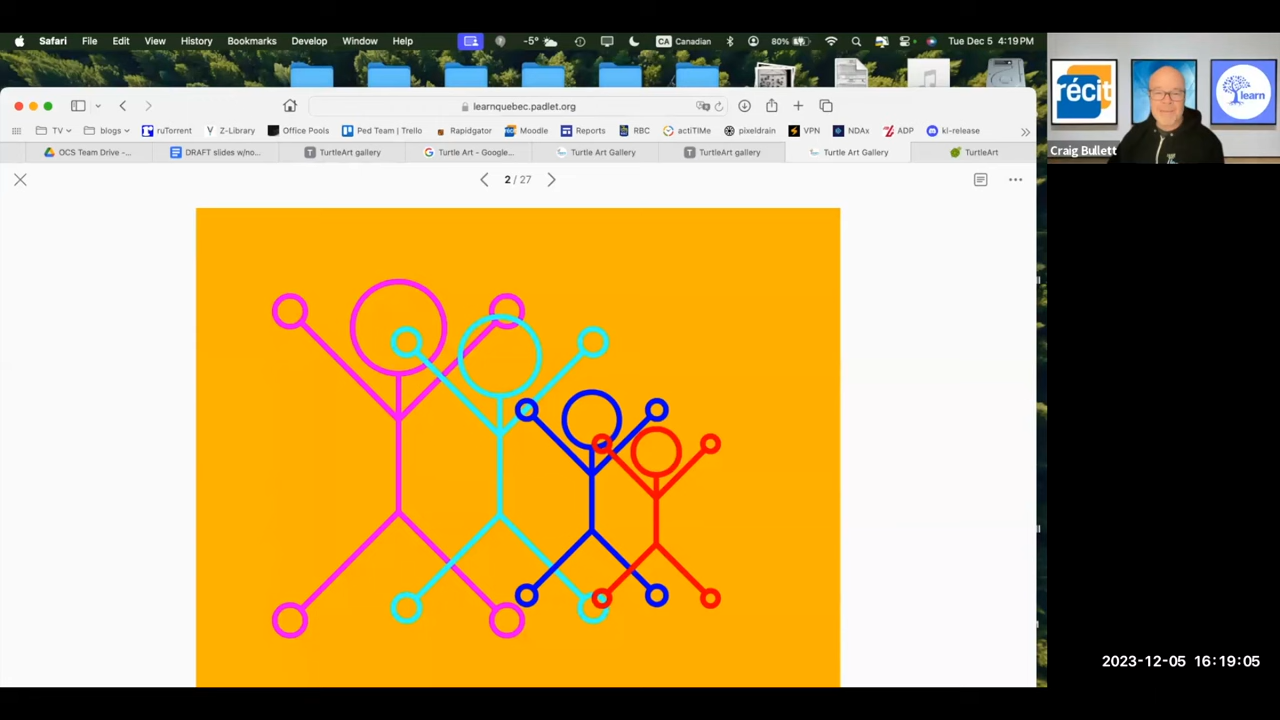 Safari File Edit View History Bookmarks Develop Window Help -5° CA Canadian 80% Tue Dec 5 4:19 PM
learnquebec.padlet.org
TV blogs ruTorrent Z-Library Office Pools Ped Team | Trello Rapidgator Moodle Reports RBC actiTIMe pixeldrain VPN NDAx ADP ki-release
OCS Team Drive -... DRAFT slides w/no... TurtleArt gallery Turtle Art - Google... Turtle Art Gallery TurtleArt gallery Turtle Art Gallery TurtleArt
2 / 27
récit
learn
Craig Bullett
2023-12-05 16:19:05